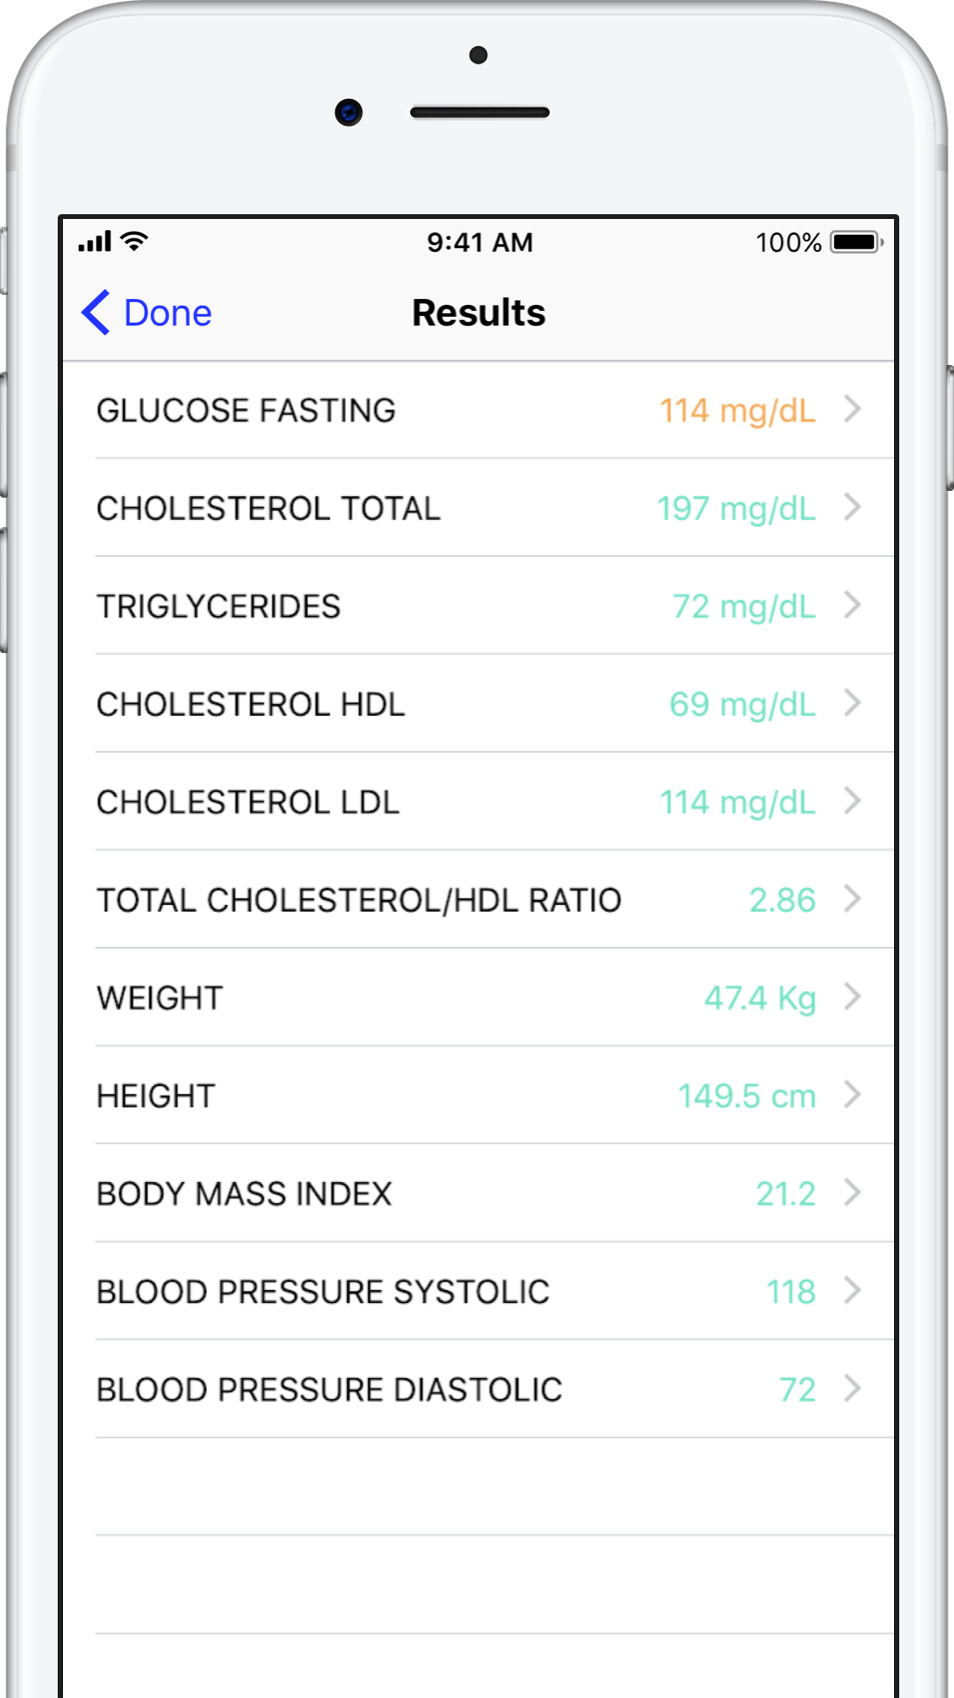 9:41 AM 100%
Done Results
GLUCOSE FASTING 114 mg/dL
CHOLESTEROL TOTAL 197 mg/dL
TRIGLYCERIDES 72 mg/dL
CHOLESTEROL HDL 69 mg/dL
CHOLESTEROL LDL 114 mg/dL
TOTAL CHOLESTEROL/HDL RATIO 2.86
WEIGHT 47.4 Kg
HEIGHT 149.5 cm
BODY MASS INDEX 21.2
BLOOD PRESSURE SYSTOLIC 118
BLOOD PRESSURE DIASTOLIC 72